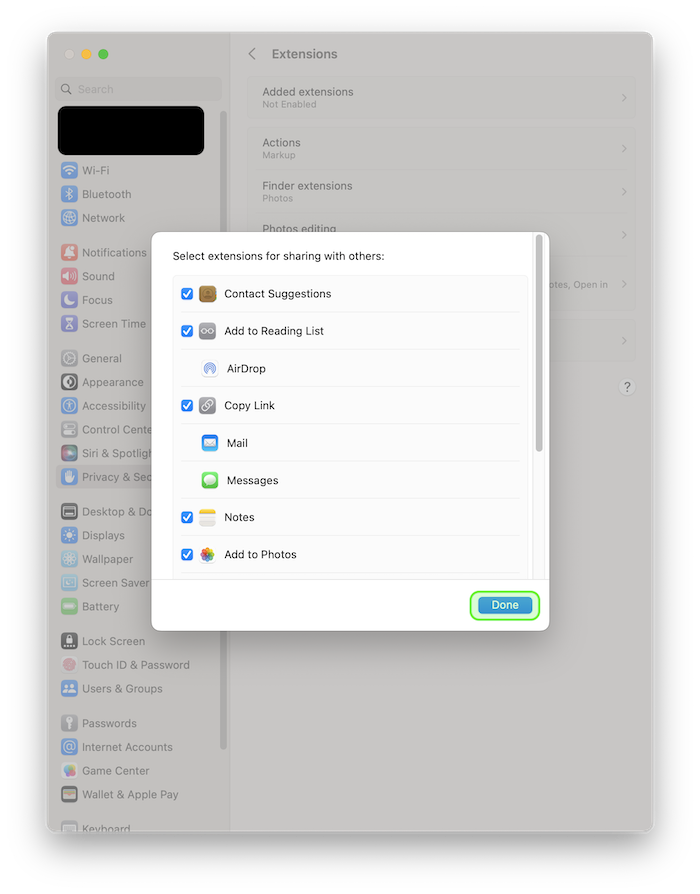 Extensions
Search
Added extensions
Not Enabled
Actions
Markup
Finder extensions
Photos
Photos editing
otes, Open in
?
Wi-Fi
Bluetooth
Network
Notifications
Sound
Focus
Screen Time
General
Appearance
Accessibility
Control Cente
Siri & Spotligh
Privacy & Sec
Desktop & Do
Displays
Wallpaper
Screen Saver
Battery
Lock Screen
Touch ID & Password
Users & Groups
Passwords
Internet Accounts
Game Center
Wallet & Apple Pay
Keyboard
Select extensions for sharing with others:
Contact Suggestions
Add to Reading List
AirDrop
Copy Link
Mail
Messages
Notes
Add to Photos
Done